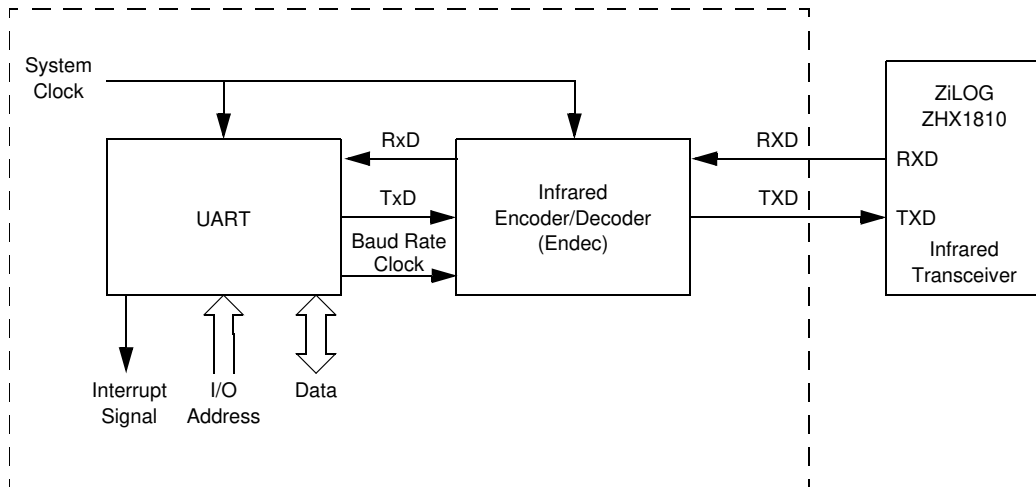 System
Clock
ZiLOG
ZHX1810
RxD
RXD
RXD
UART
TxD
Infrared
Encoder/Decoder
(Endec)
TXD
TXD
Baud Rate
Clock
Infrared
Transceiver
Interrupt
Signal
I/O
Address
Data